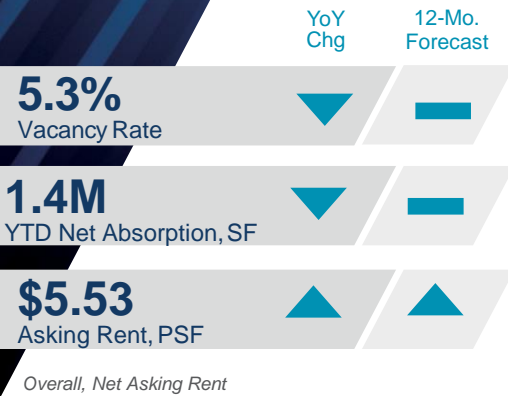 YoY
Chg
12-Mo.
Forecast
5.3%
Vacancy Rate
1.4M
YTD Net Absorption, SF
$5.53
Asking Rent, PSF
Overall, Net Asking Rent